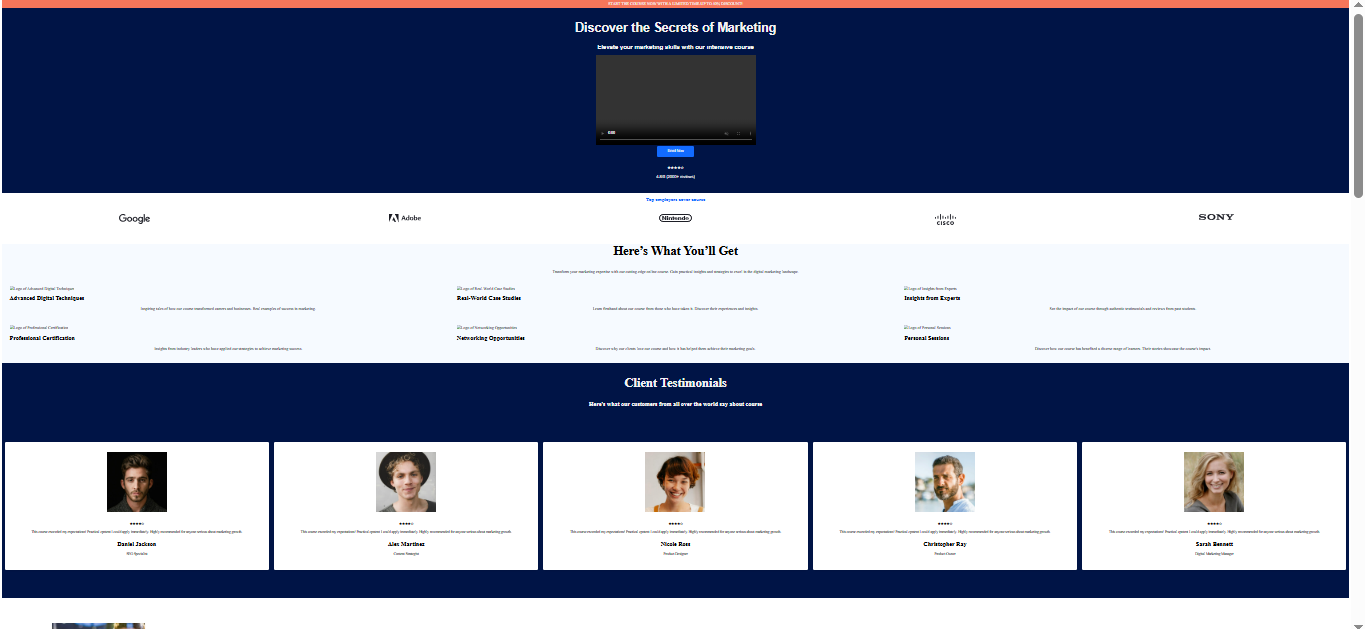 START THE COURSE NOW WITH A LIMITED TIME
Discover the Secrets of Marketing
Elevate your marketing skills with our intensive course
0:00
Enroll Now
★★★★☆
4.8/5 (2000+ reviews)
Top employers
Google
Adobe
Nintendo
CISCO
SONY
Here’s What You’ll Get
Transform your marketing expertise with our cutting edge online course. Gain practical insights and strategies to excel in the digital marketing landscape.
Logo of Advanced Digital Techniques
Advanced Digital Techniques
Inspiring tales of how our course transformed careers and businesses. Real examples of success in marketing.
Logo of Real-World Case Studies
Real-World Case Studies
Learn firsthand about our course from those who have taken it. Discover their experiences and insights.
Logo of Insights from Experts
Insights from Experts
See the impact of our course through authentic testimonials and reviews from past students.
Logo of Professional Certification
Professional Certification
Insights from industry leaders who have applied our strategies to achieve marketing success.
Logo of Networking Opportunities
Networking Opportunities
Discover why our clients love our course and how it has helped them achieve their marketing goals.
Logo of Personal Sessions
Personal Sessions
Discover how our course has benefited a diverse range of learners. Their stories showcase the course's impact.
Client Testimonials
Here's what our customers from all over the world say about course
★★★★☆
This course exceeded my expectations! Practical content I could apply immediately. Highly recommended for anyone serious about marketing growth.
Daniel Jackson
SEO Specialist
★★★★☆
This course exceeded my expectations! Practical content I could apply immediately. Highly recommended for anyone serious about marketing growth.
Alex Martinez
Content Strategist
★★★★☆
This course exceeded my expectations! Practical content I could apply immediately. Highly recommended for anyone serious about marketing growth.
Nicole Ross
Product Designer
★★★★☆
This course exceeded my expectations! Practical content I could apply immediately. Highly recommended for anyone serious about marketing growth.
Christopher Ray
Product Owner
★★★★☆
This course exceeded my expectations! Practical content I could apply immediately. Highly recommended for anyone serious about marketing growth.
Sarah Bennett
Digital Marketing Manager